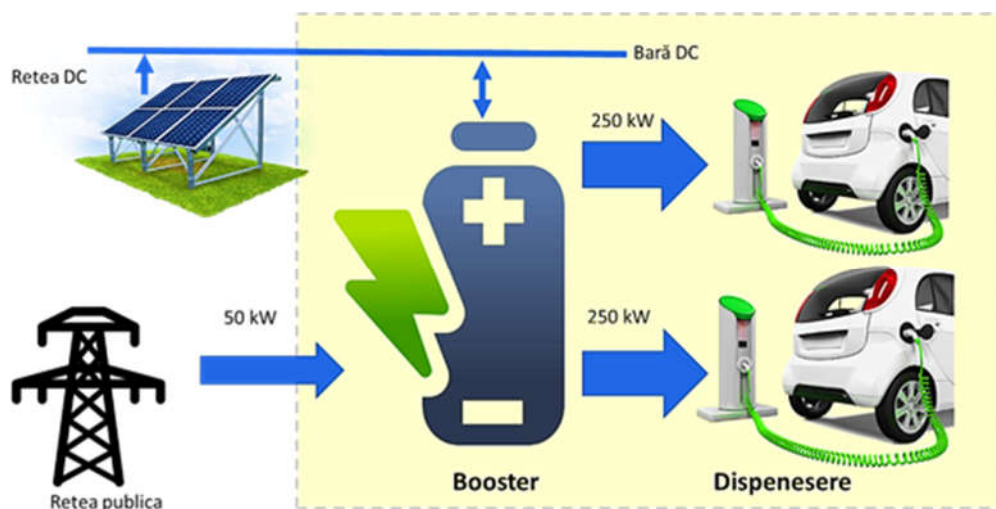 Retea DC
Bară DC
250 kW
50 kW
250 kW
Retea publica
Booster
Dispenesere